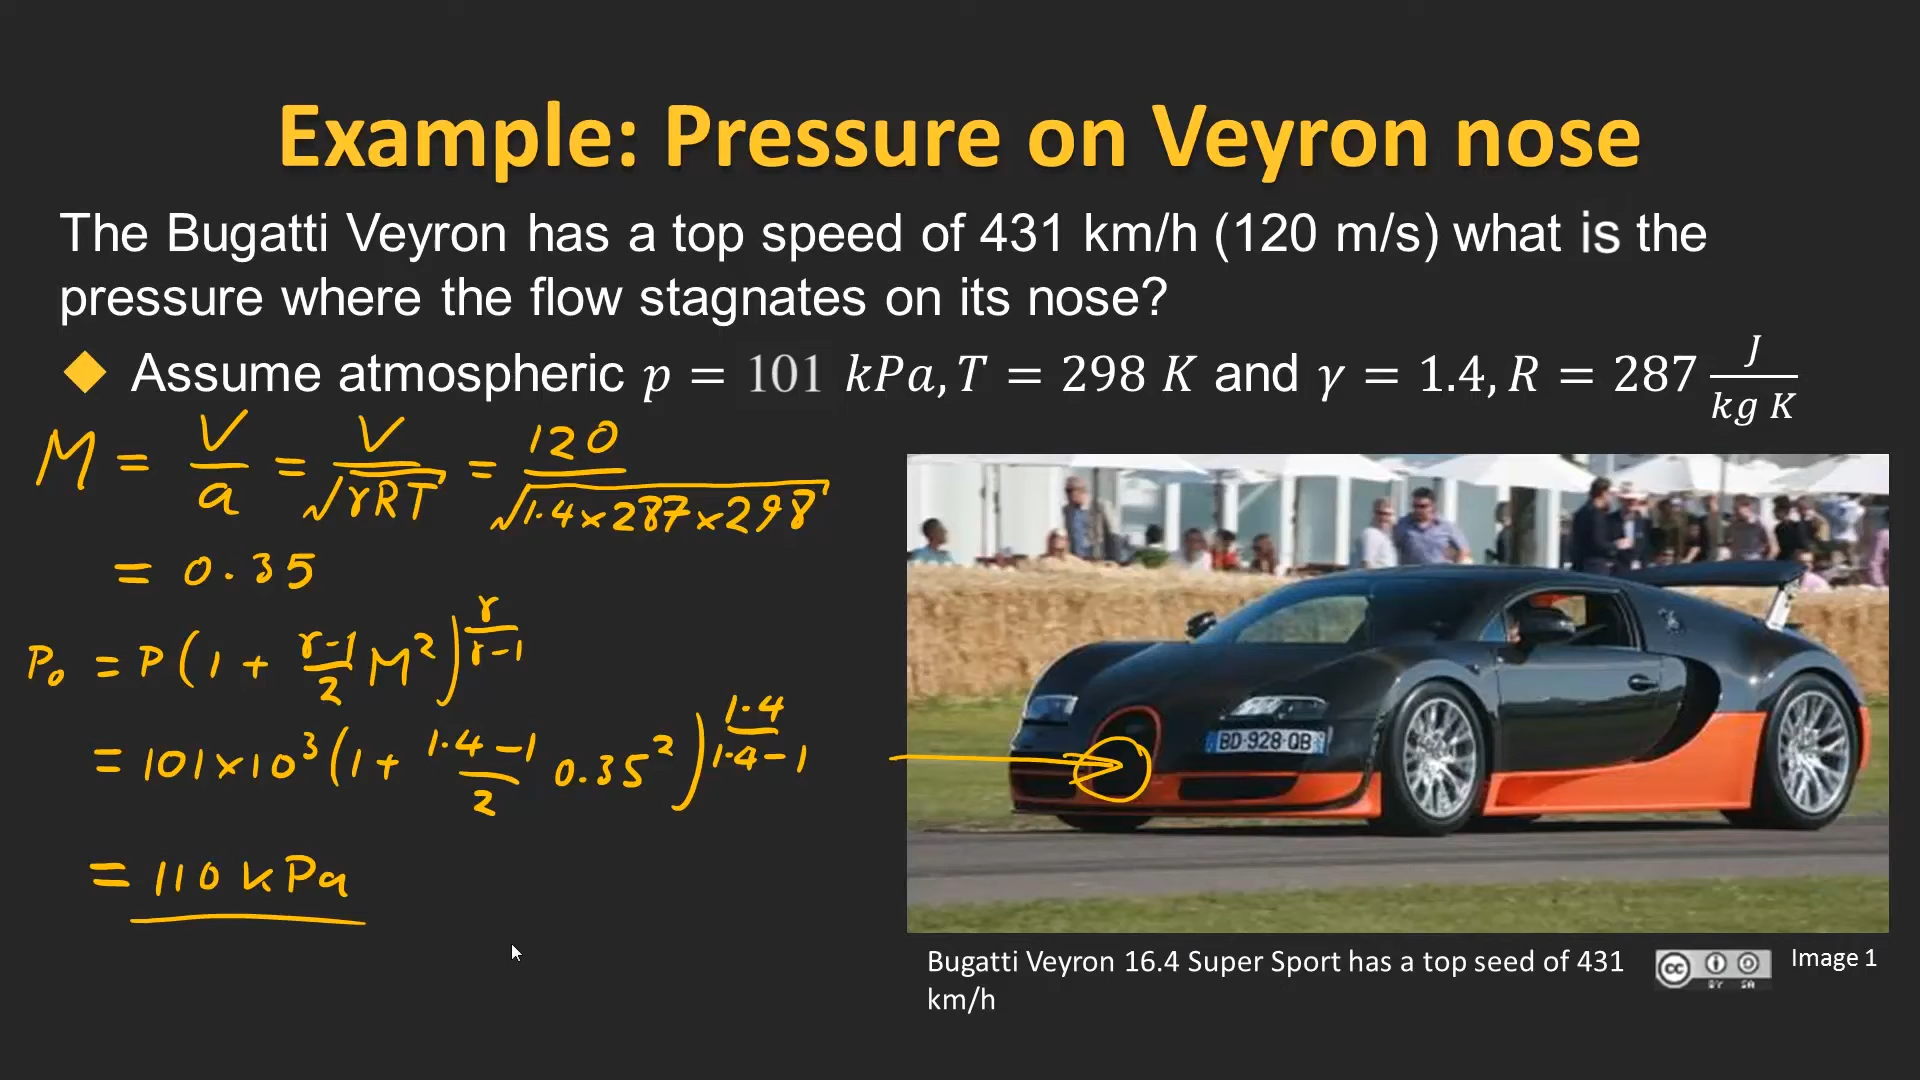 Example: Pressure on Veyron nose
The Bugatti Veyron has a top speed of 431 km/h (120 m/s) what is the
pressure where the flow stagnates on its nose?
◆ Assume atmospheric p = 101 kPa, T = 298 K and γ = 1.4, R = 287 J/(kg K)
M = V/a = V/√(γRT) = 120/√(1.4×287×298)
= 0.35
P₀ = P(1 + (γ-1)/2 M²)^(γ/(γ-1))
= 101×10³(1 + (1.4-1)/2 0.35²)^(1.4/(1.4-1))
= 110 kPa
BD-928-QB
Bugatti Veyron 16.4 Super Sport has a top seed of 431
km/h
cc BY SA
Image 1